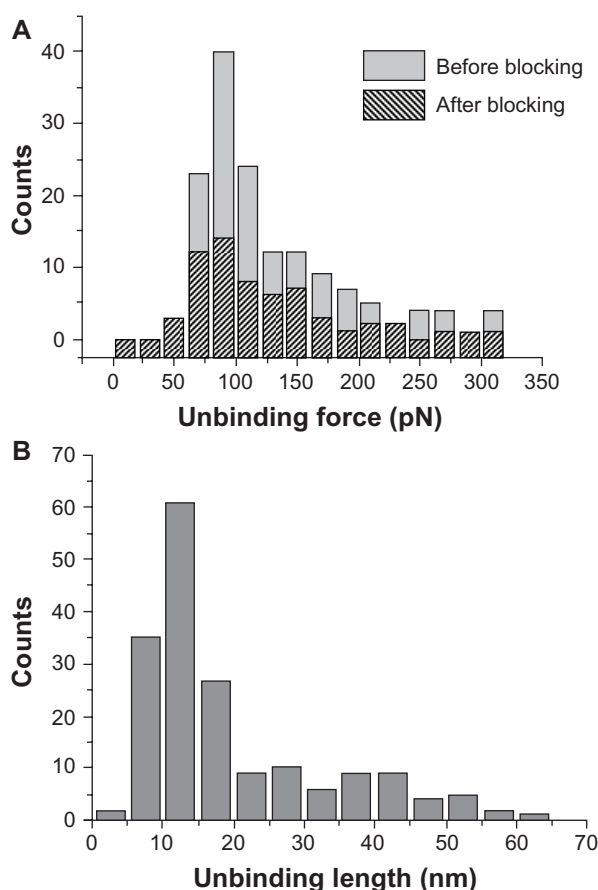 A
Counts
40
30
20
10
0
Before blocking
After blocking
0 50 100 150 200 250 300 350
Unbinding force (pN)
B
Counts
70
60
50
40
30
20
10
0
0 10 20 30 40 50 60 70
Unbinding length (nm)